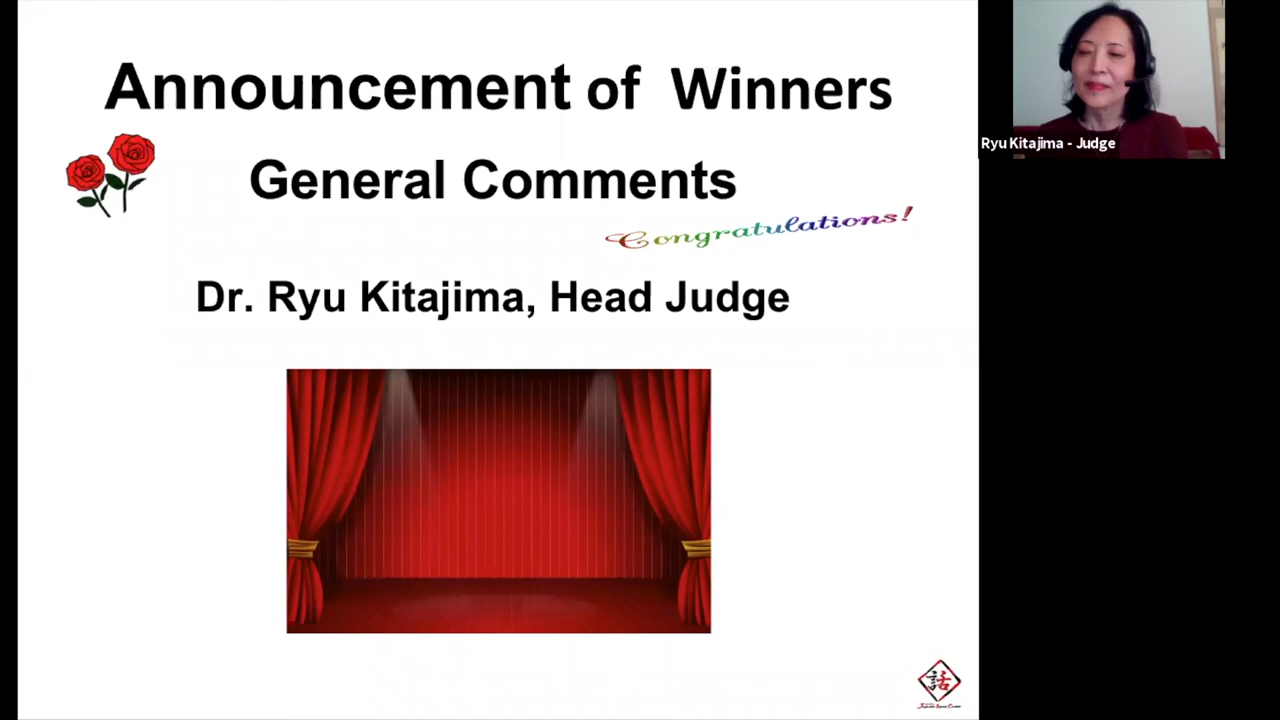 Announcement of Winners
General Comments
Congratulations!
Dr. Ryu Kitajima, Head Judge
Ryu Kitajima - Judge
話